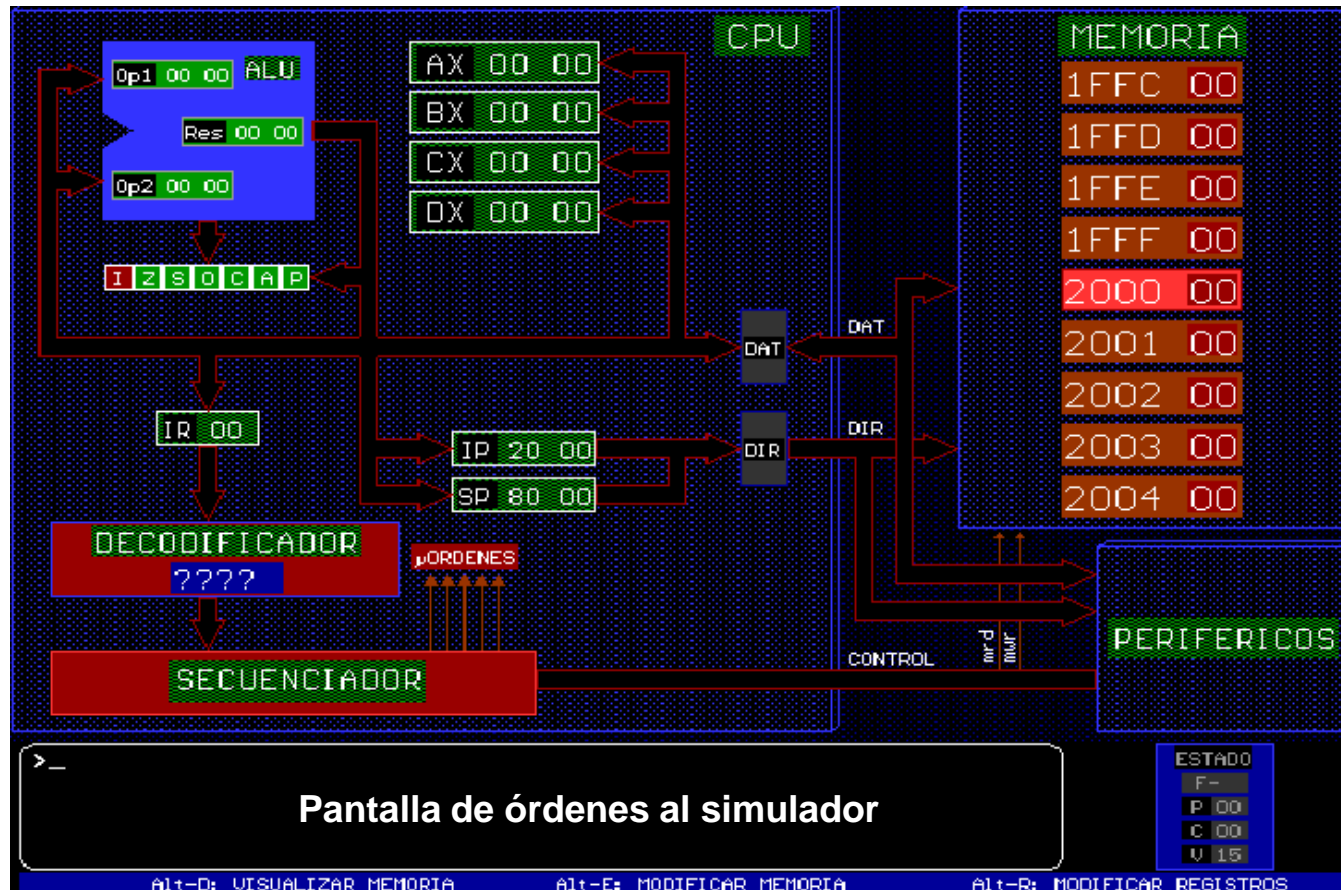 CPU
ALU
Op1 00 00
Res 00 00
Op2 00 00
I Z S O C A P
AX 00 00
BX 00 00
CX 00 00
DX 00 00
IR 00
IP 20 00
SP 80 00
DAT
DIR
DECODIFICADOR
????
µORDENES
SECUENCIADOR
DAT
DIR
CONTROL
mrd
mwr
MEMORIA
1FFC 00
1FFD 00
1FFE 00
1FFF 00
2000 00
2001 00
2002 00
2003 00
2004 00
PERIFERICOS
>_
Pantalla de órdenes al simulador
ESTADO
F-
P 00
C 00
V 15
Alt-D: VISUALIZAR MEMORIA Alt-E: MODIFICAR MEMORIA Alt-R: MODIFICAR REGISTROS